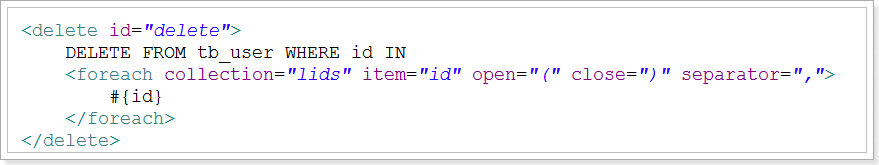 <delete id="delete">
    DELETE FROM tb_user WHERE id IN
    <foreach collection="lids" item="id" open="(" close=")" separator=",">
        #{id}
    </foreach>
</delete>